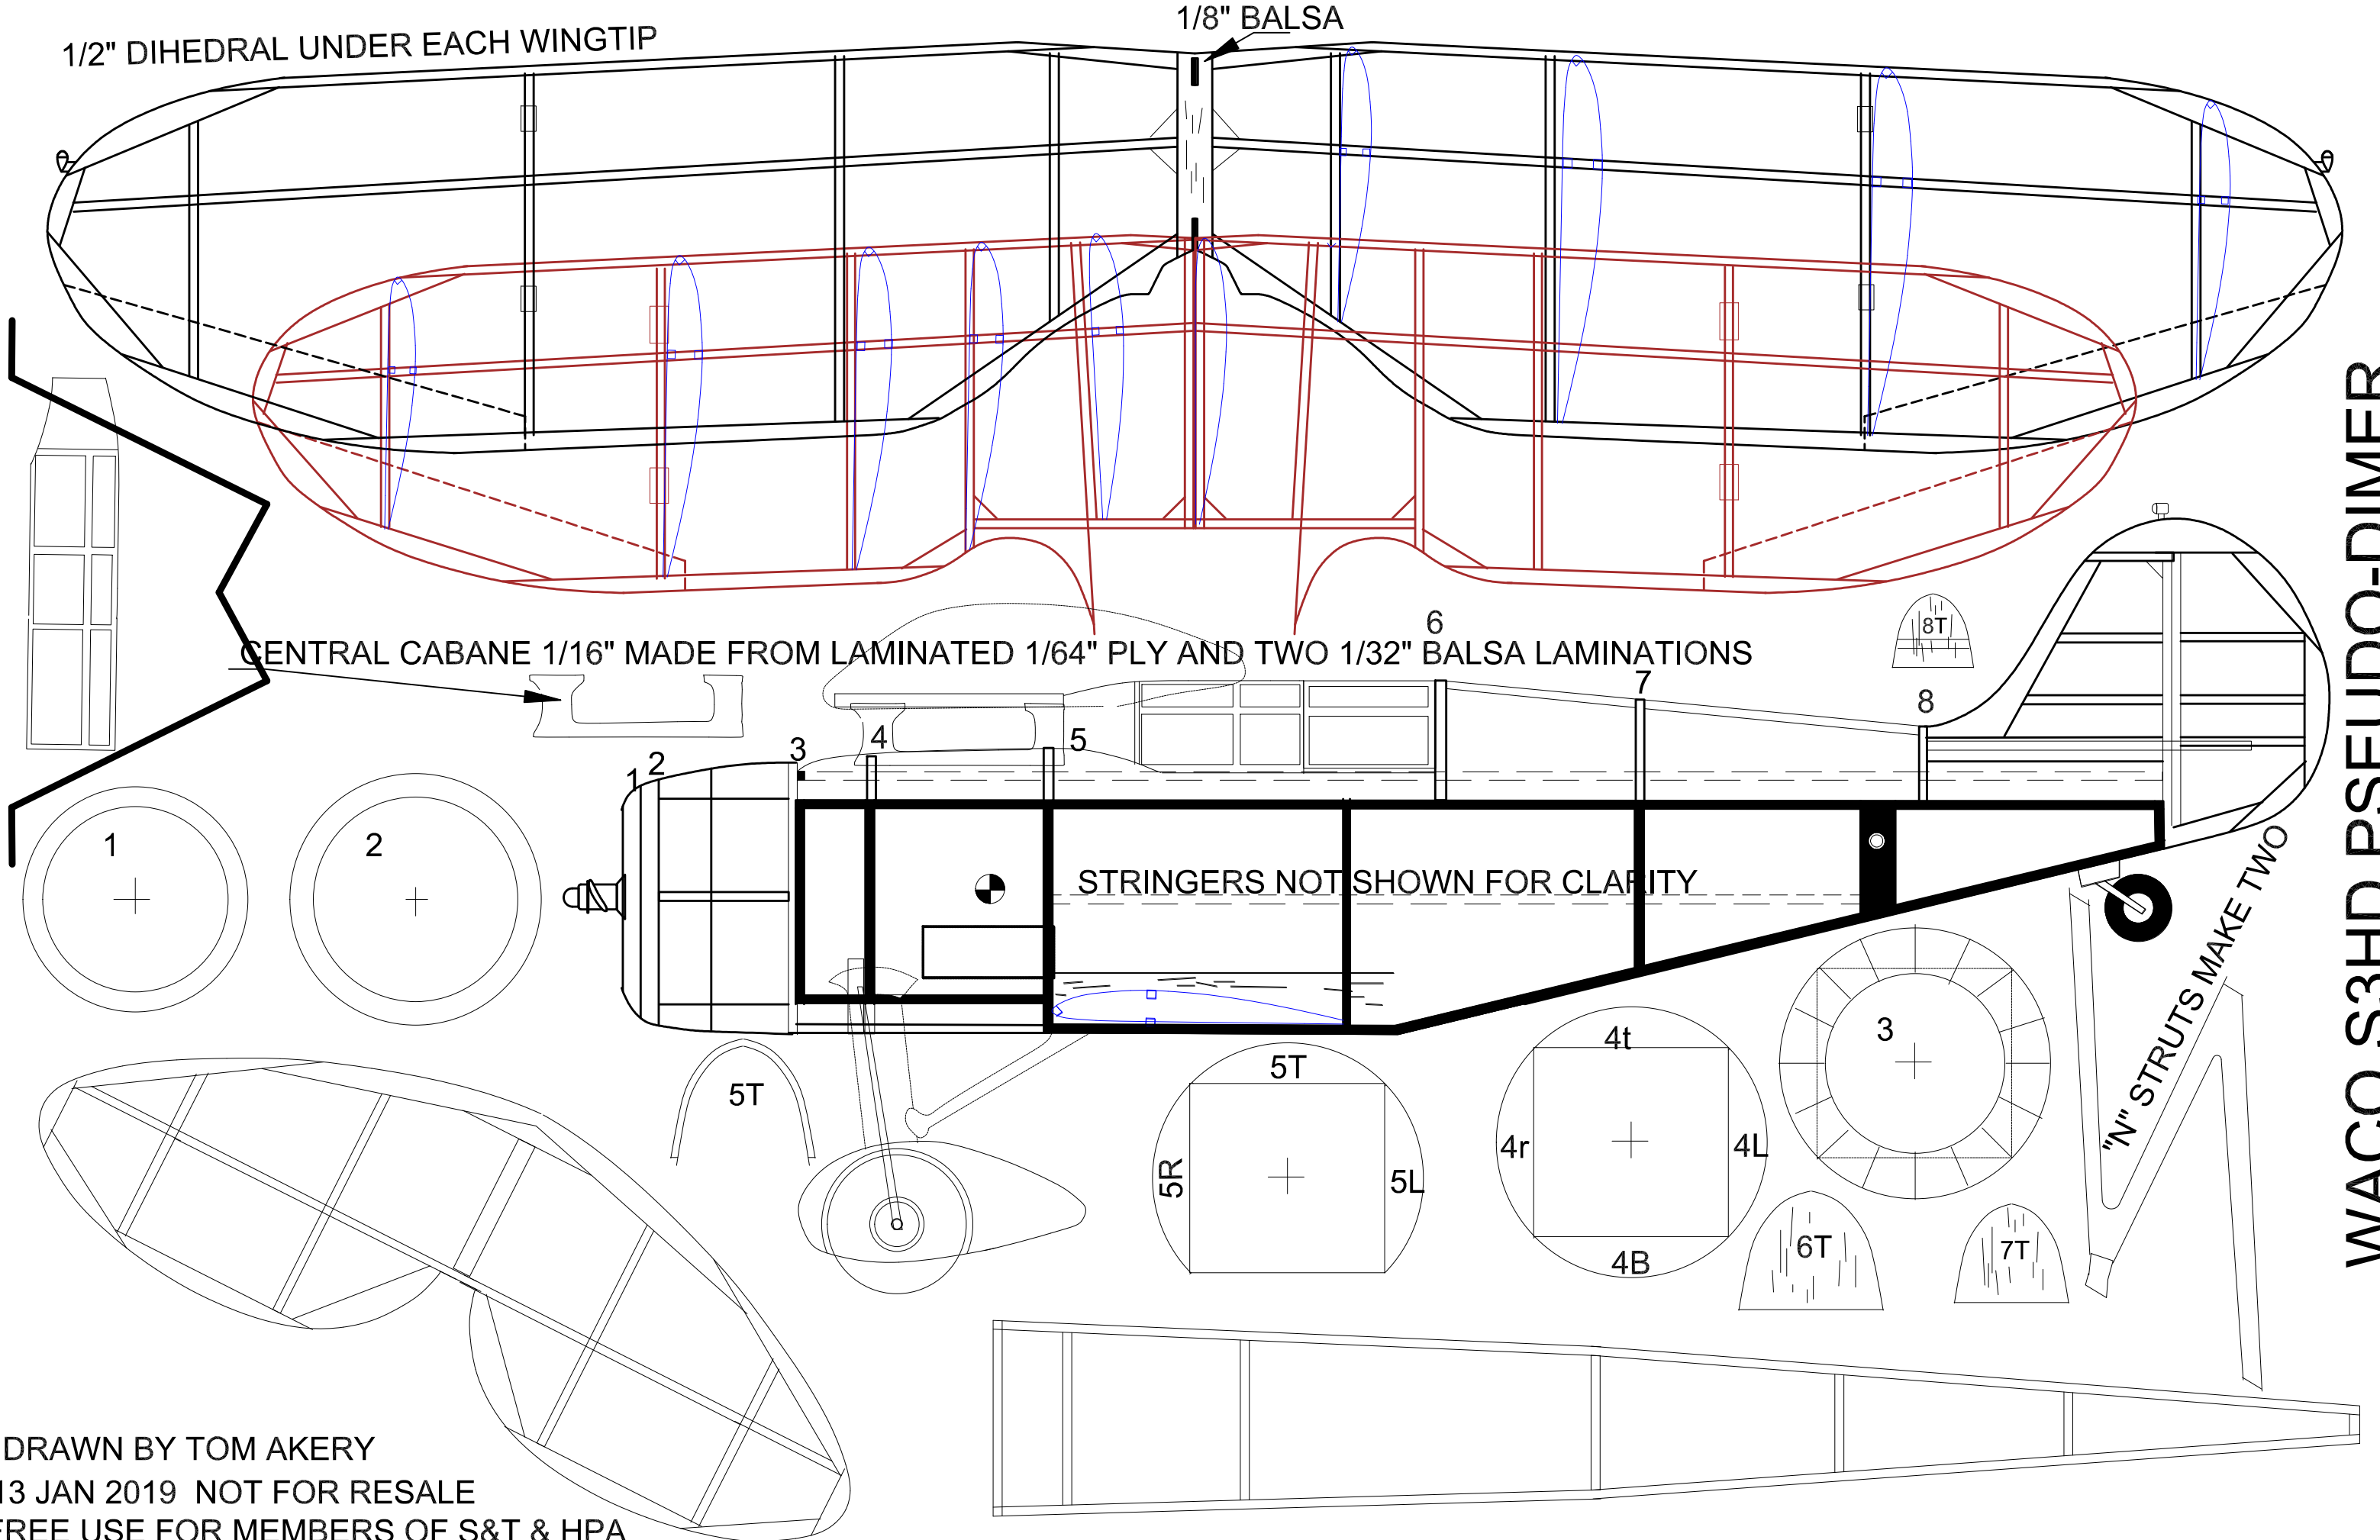 1/8" BALSA
1/2" DIHEDRAL UNDER EACH WINGTIP
6
8T
CENTRAL CABANE 1/16" MADE FROM LAMINATED 1/64" PLY AND TWO 1/32" BALSA LAMINATIONS
7
8
3
4
5
1
2
1
2
STRINGERS NOT SHOWN FOR CLARITY
WACO S3HD PSEUDO-DIMER
"N" STRUTS MAKE TWO
3
4t
5T
5T
4r
4L
5R
5L
6T
7T
4B
DRAWN BY TOM AKERY
13 JAN 2019 NOT FOR RESALE
FREE USE FOR MEMBERS OF S&T & HPA